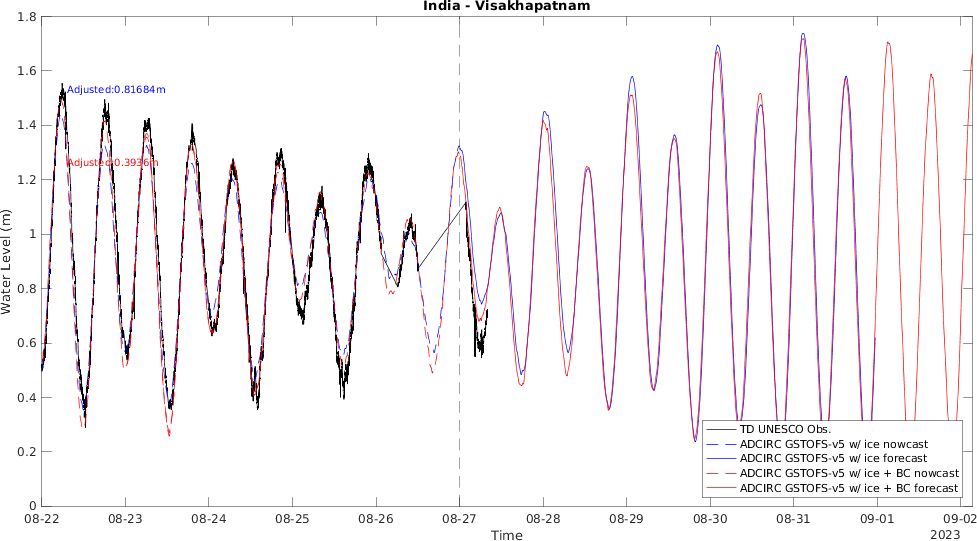 India - Visakhapatnam
1.8
1.6
1.4
1.2
1
0.8
0.6
0.4
0.2
0
Water Level (m)
Adjusted:0.81684m
Adjusted:0.3936m
TD UNESCO Obs.
ADCIRC GSTOFS-v5 w/ ice nowcast
ADCIRC GSTOFS-v5 w/ ice forecast
ADCIRC GSTOFS-v5 w/ ice + BC nowcast
ADCIRC GSTOFS-v5 w/ ice + BC forecast
08-22 08-23 08-24 08-25 08-26 08-27 08-28 08-29 08-30 08-31 09-01 09-02
Time 2023